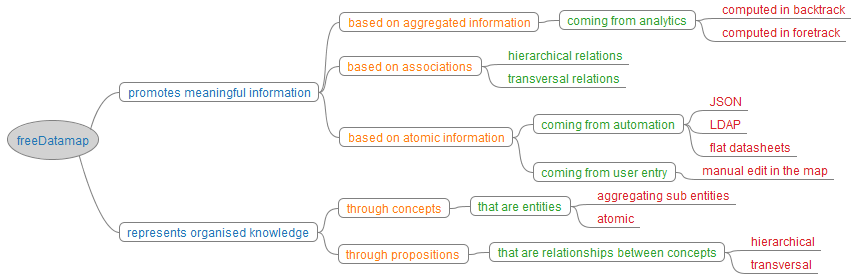 freeDatamap
promotes meaningful information
based on aggregated information
coming from analytics
computed in backtrack
computed in foretrack
based on associations
hierarchical relations
transversal relations
based on atomic information
coming from automation
JSON
LDAP
flat datasheets
coming from user entry
manual edit in the map
represents organised knowledge
through concepts
that are entities
aggregating sub entities
atomic
through propositions
that are relationships between concepts
hierarchical
transversal